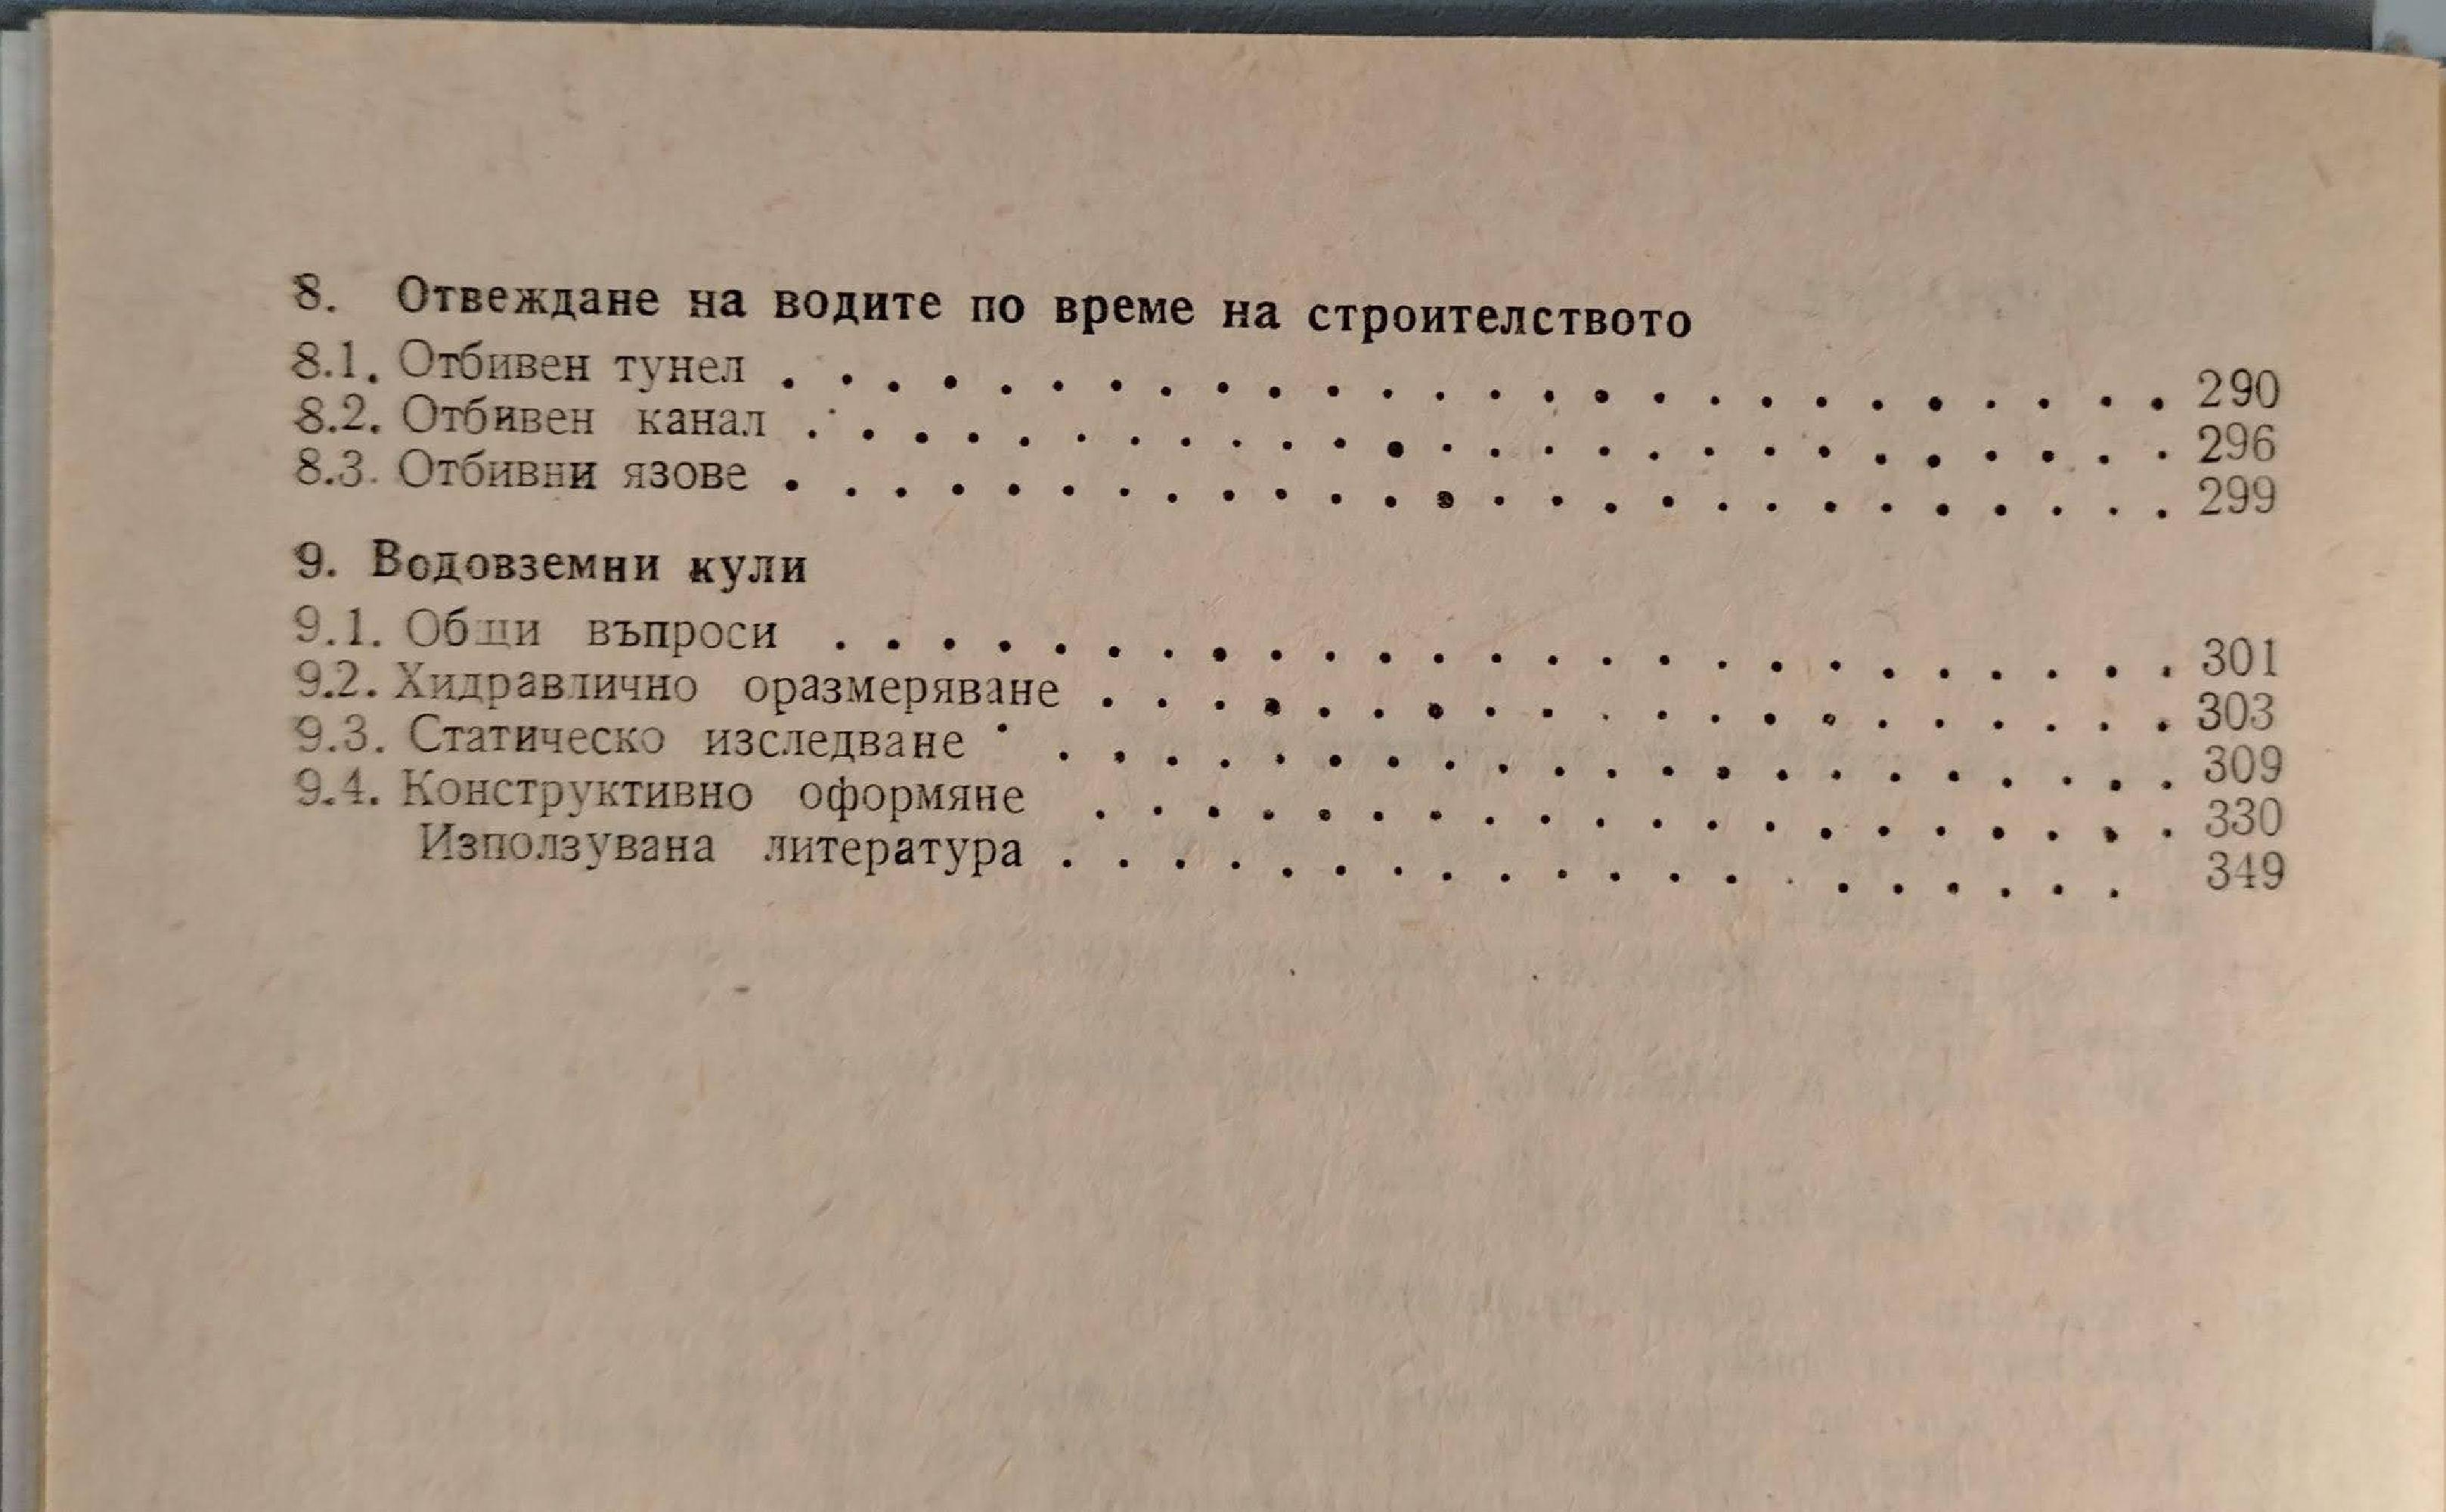 8. Отвеждане на водите по време на строителството
8.1. Отбивен тунел . . . . . . . . . . . . . . . . . . . . . . . . . . 290
8.2. Отбивен канал . . . . . . . . . . . . . . . . . . . . . . . . . . 296
8.3. Отбивни язове . . . . . . . . . . . . . . . . . . . . . . . . . . 299
9. Водовземни кули
9.1. Общи въпроси . . . . . . . . . . . . . . . . . . . . . . . . . 301
9.2. Хидравлично оразмеряване . . . . . . . . . . . . . . . . . . . . 303
9.3. Статическо изследване . . . . . . . . . . . . . . . . . . . . . 309
9.4. Конструктивно оформяне . . . . . . . . . . . . . . . . . . . . 330
Използувана литература . . . . . . . . . . . . . . . . . . . . 349